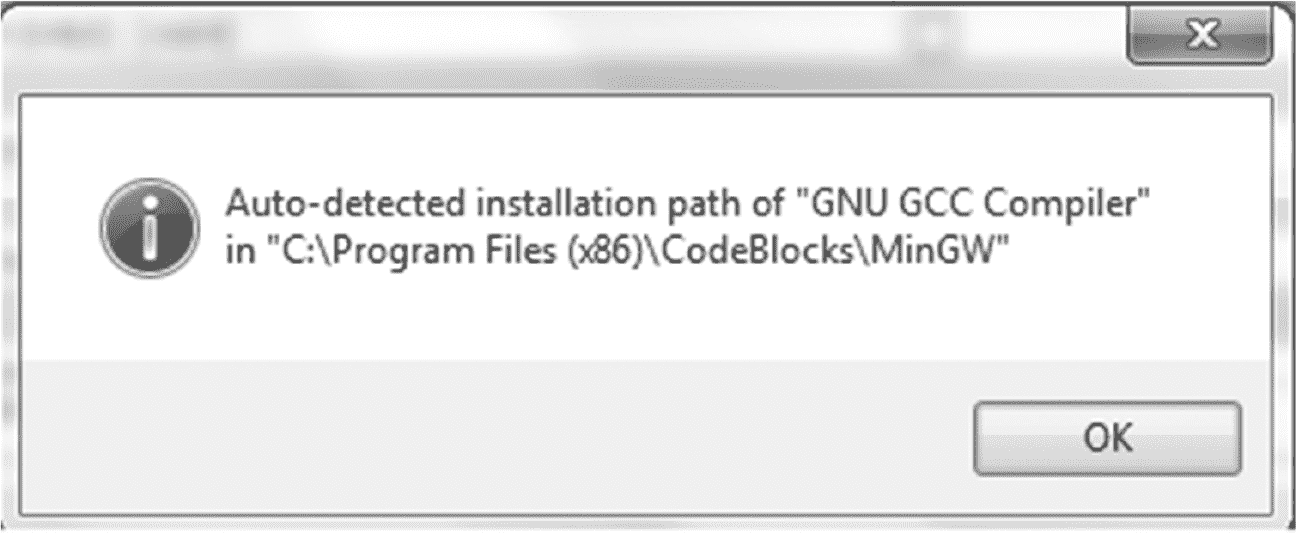 Auto-detected installation path of "GNU GCC Compiler"
in "C:\Program Files (x86)\CodeBlocks\MinGW"
OK